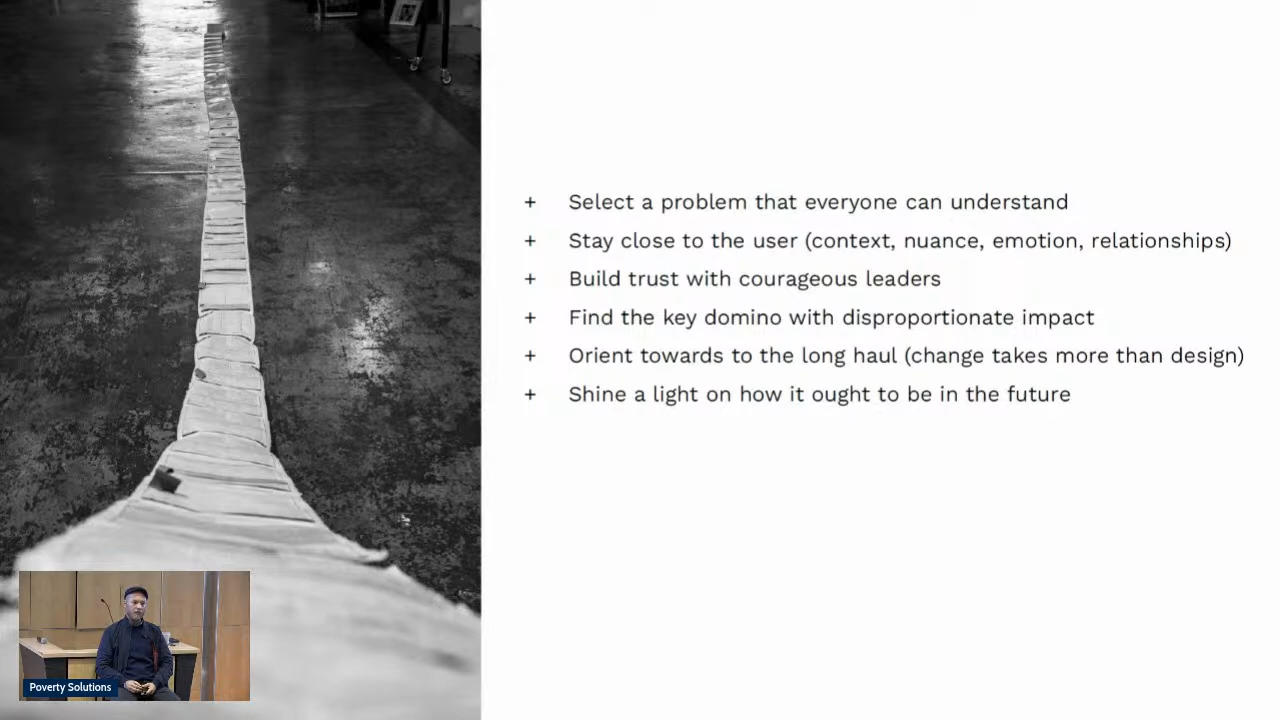 + Select a problem that everyone can understand
+ Stay close to the user (context, nuance, emotion, relationships)
+ Build trust with courageous leaders
+ Find the key domino with disproportionate impact
+ Orient towards to the long haul (change takes more than design)
+ Shine a light on how it ought to be in the future
Poverty Solutions